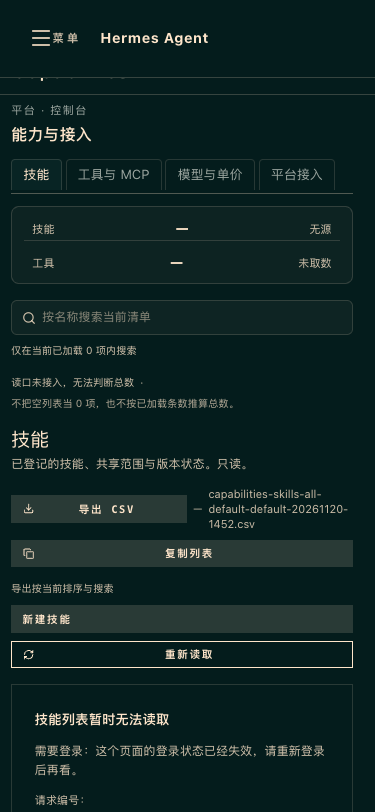 菜单 Hermes Agent
平台 · 控制台
能力与接入
技能 工具与 MCP 模型与单价 平台接入
技能 — 无源
工具 — 未取数
按名称搜索当前清单
仅在当前已加载 0 项内搜索
读口未接入，无法判断总数 ·
不把空列表当 0 项，也不按已加载条数推算总数。
技能
已登记的技能、共享范围与版本状态。只读。
导出 CSV — capabilities-skills-all-
default-default-20261120-
1452.csv
复制列表
导出按当前排序与搜索
新建技能
重新读取
技能列表暂时无法读取
需要登录：这个页面的登录状态已经失效，请重新登录
后再看。
请求编号：